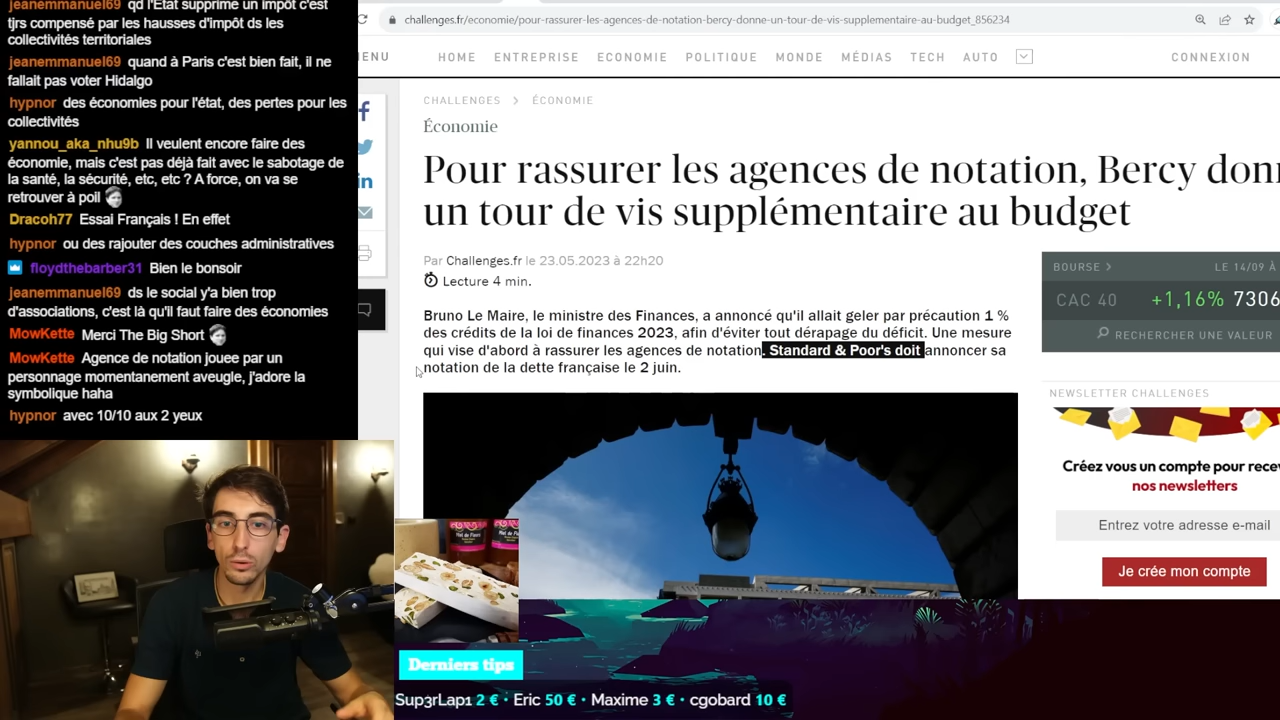 jeanemmanuel69 qd l'Etat supprime un impôt c'est
tjrs compensé par les hausses d'impôt ds les
collectivités territoriales
jeanemmanuel69 quand à Paris c'est bien fait, il ne
fallait pas voter Hidalgo
hypnor des économies pour l'état, des pertes pour les
collectivités
yannou_aka_nhu9b Il veulent encore faire des
économie, mais c'est pas déjà fait avec le sabotage de
la santé, la sécurité, etc, etc ? A force, on va se
retrouver à poil
Dracoh77 Essai Français ! En effet
hypnor ou des rajouter des couches administratives
floydthebarber31 Bien le bonsoir
jeanemmanuel69 ds le social y'a bien trop
d'associations, c'est là qu'il faut faire des économies
MowKette Merci The Big Short
MowKette Agence de notation jouee par un
personnage momentanement aveugle, j'adore la
symbolique haha
hypnor avec 10/10 aux 2 yeux
challenges.fr/economie/pour-rassurer-les-agences-de-notation-bercy-donne-un-tour-de-vis-supplementaire-au-budget_856234
ENU HOME ENTREPRISE ECONOMIE POLITIQUE MONDE MÉDIAS TECH AUTO CONNEXION
CHALLENGES > ÉCONOMIE
Économie
Pour rassurer les agences de notation, Bercy don
un tour de vis supplémentaire au budget
Par Challenges.fr le 23.05.2023 à 22h20
Lecture 4 min.
Bruno Le Maire, le ministre des Finances, a annoncé qu'il allait geler par précaution 1 %
des crédits de la loi de finances 2023, afin d'éviter tout dérapage du déficit. Une mesure
qui vise d'abord à rassurer les agences de notation. Standard & Poor's doit annoncer sa
notation de la dette française le 2 juin.
BOURSE > LE 14/09 À
CAC 40 +1,16% 7306
RECHERCHER UNE VALEUR
NEWSLETTER CHALLENGES
Créez vous un compte pour rece
nos newsletters
Entrez votre adresse e-mail
Je crée mon compte
Derniers tips
Sup3rLap1 2 € • Eric 50 € • Maxime 3 € • cgobard 10 €